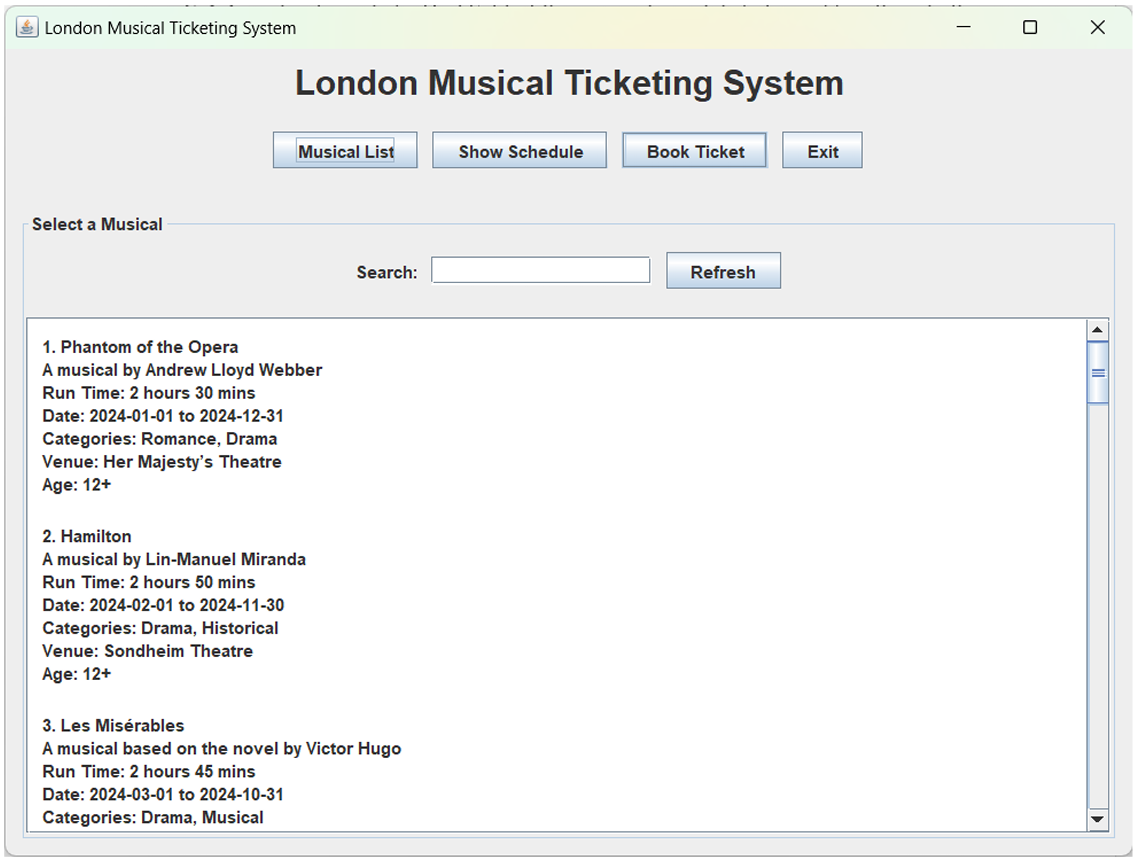 London Musical Ticketing System
London Musical Ticketing System
Musical List Show Schedule Book Ticket Exit
Select a Musical
Search: Refresh
1. Phantom of the Opera
A musical by Andrew Lloyd Webber
Run Time: 2 hours 30 mins
Date: 2024-01-01 to 2024-12-31
Categories: Romance, Drama
Venue: Her Majesty’s Theatre
Age: 12+
2. Hamilton
A musical by Lin-Manuel Miranda
Run Time: 2 hours 50 mins
Date: 2024-02-01 to 2024-11-30
Categories: Drama, Historical
Venue: Sondheim Theatre
Age: 12+
3. Les Misérables
A musical based on the novel by Victor Hugo
Run Time: 2 hours 45 mins
Date: 2024-03-01 to 2024-10-31
Categories: Drama, Musical